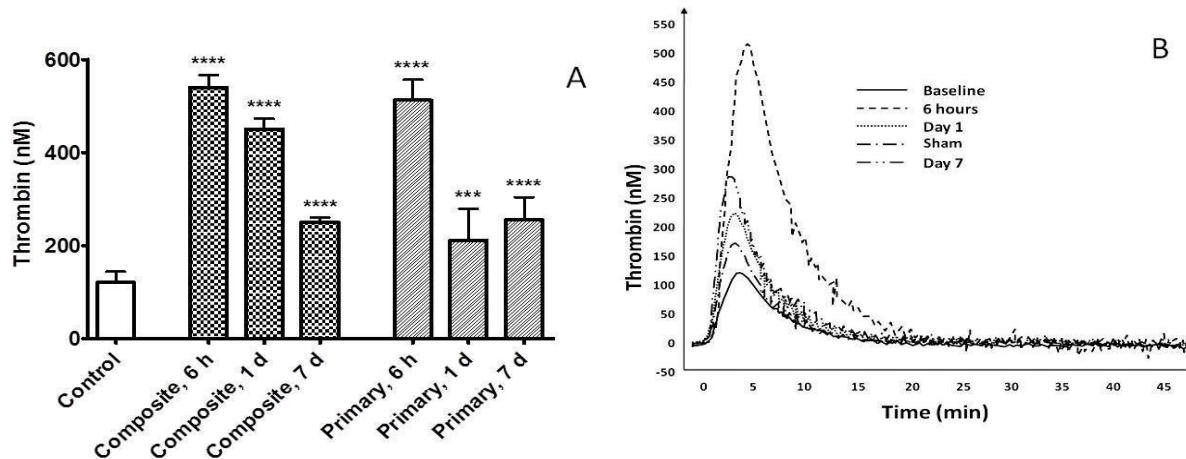 A
Thrombin (nM)
600
400
200
0
****
****
****
****
***
****
Control
Composite, 6 h
Composite, 1 d
Composite, 7 d
Primary, 6 h
Primary, 1 d
Primary, 7 d
B
Thrombin (nM)
550
500
450
400
350
300
250
200
150
100
50
0
-50
Baseline
6 hours
Day 1
Sham
Day 7
0 5 10 15 20 25 30 35 40 45
Time (min)